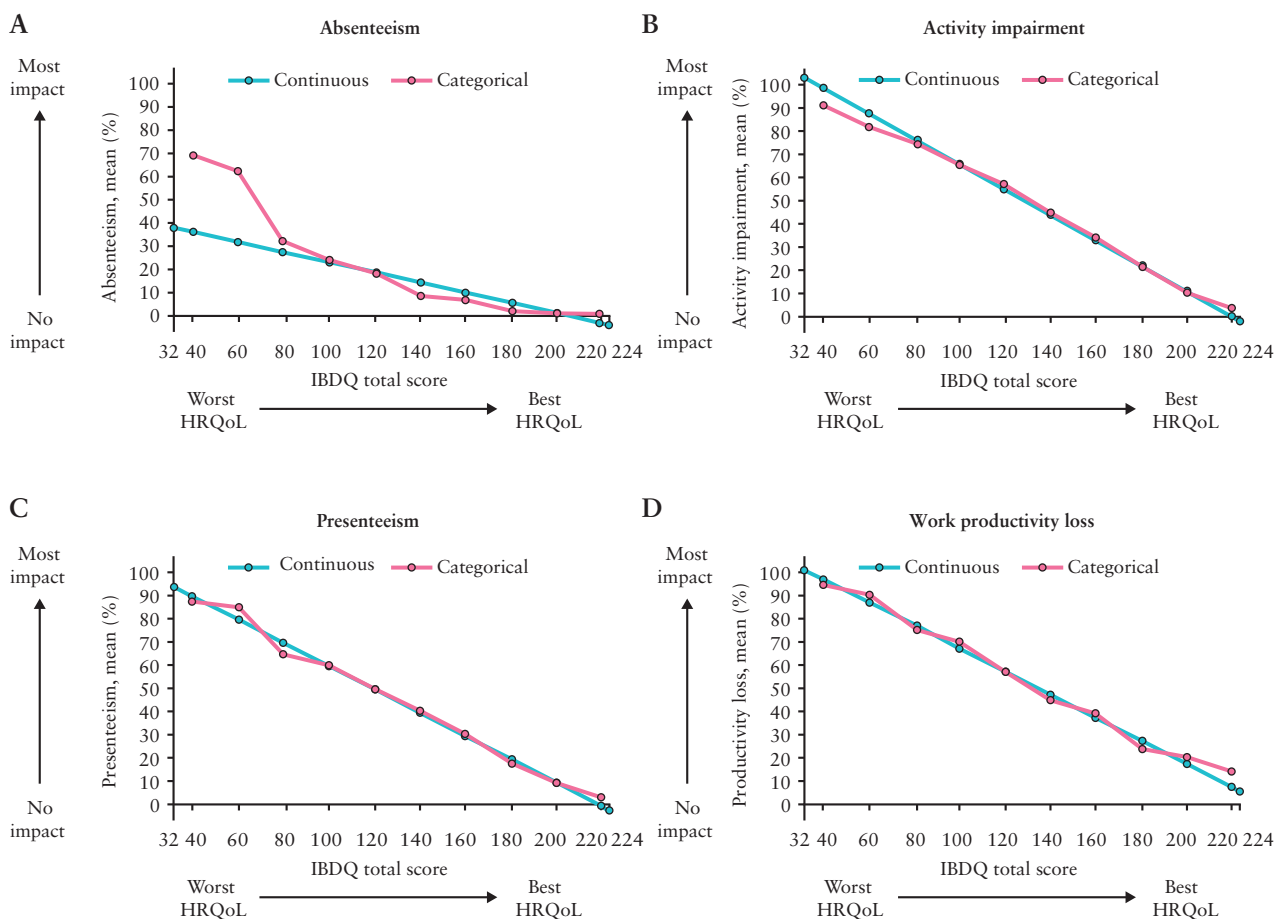 A
Absenteeism
Most
impact
No
impact
Absenteeism, mean (%)
Continuous
Categorical
100
90
80
70
60
50
40
30
20
10
0
32 40 60 80 100 120 140 160 180 200 220 224
IBDQ total score
Worst
HRQoL
Best
HRQoL
B
Activity impairment
Most
impact
No
impact
Activity impairment, mean (%)
Continuous
Categorical
100
90
80
70
60
50
40
30
20
10
0
32 40 60 80 100 120 140 160 180 200 220 224
IBDQ total score
Worst
HRQoL
Best
HRQoL
C
Presenteeism
Most
impact
No
impact
Presenteeism, mean (%)
Continuous
Categorical
100
90
80
70
60
50
40
30
20
10
0
32 40 60 80 100 120 140 160 180 200 220 224
IBDQ total score
Worst
HRQoL
Best
HRQoL
D
Work productivity loss
Most
impact
No
impact
Productivity loss, mean (%)
Continuous
Categorical
100
90
80
70
60
50
40
30
20
10
0
32 40 60 80 100 120 140 160 180 200 220 224
IBDQ total score
Worst
HRQoL
Best
HRQoL